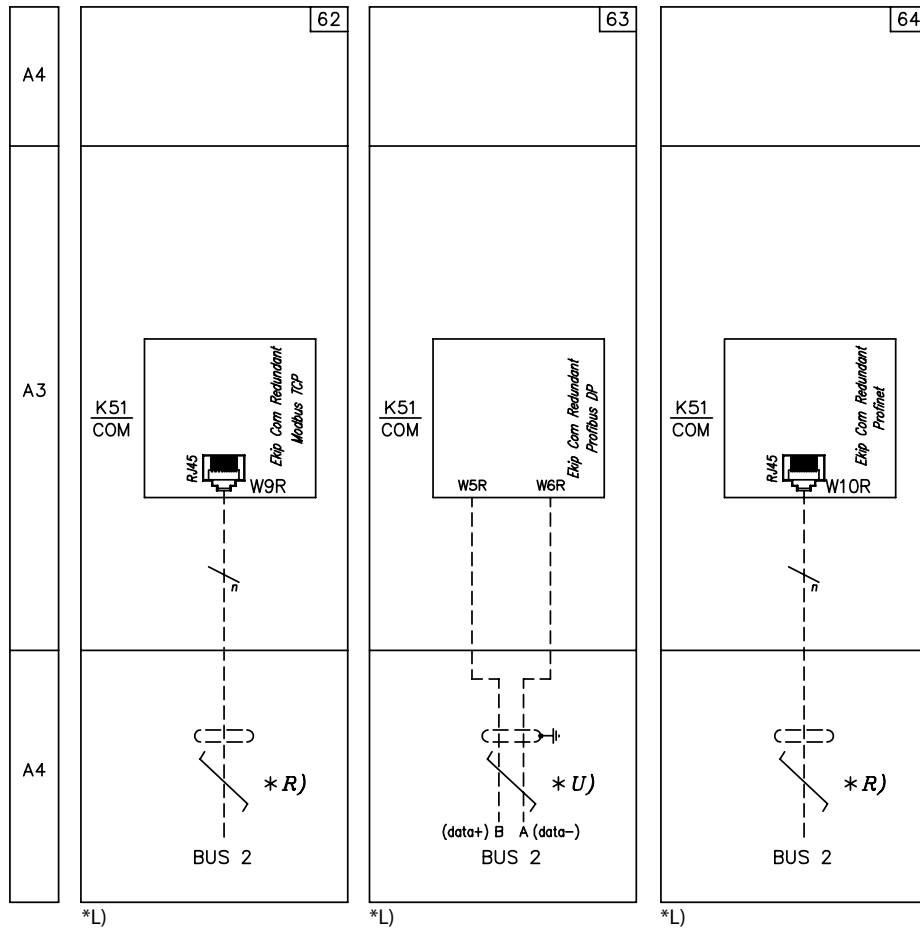 A4
A3
A4
62
K51
COM
Ekip Com Redundant
Modbus TCP
RJ45
W9R
n
*R)
BUS 2
*L)
63
K51
COM
Ekip Com Redundant
Profibus DP
W5R W6R
*U)
(data+) B A (data-)
BUS 2
*L)
64
K51
COM
Ekip Com Redundant
Profinet
RJ45
W10R
n
*R)
BUS 2
*L)